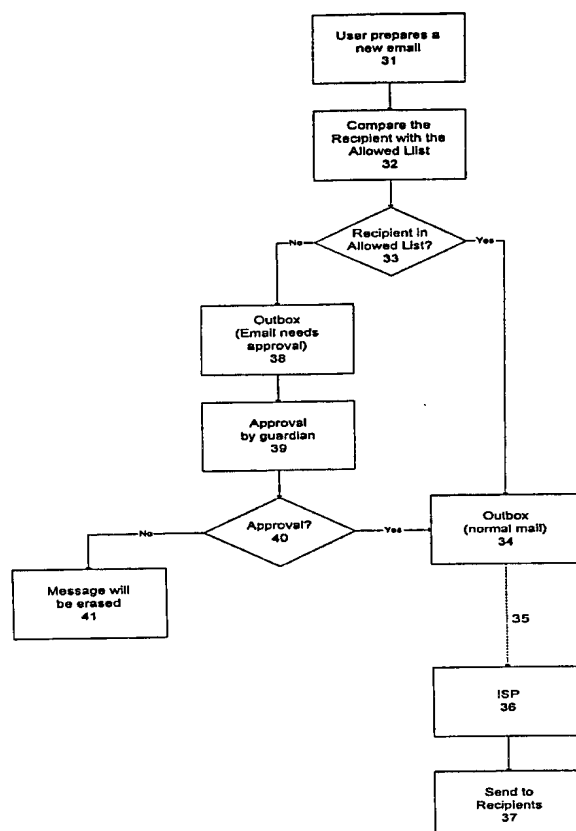 User prepares a
new email
31
Compare the
Recipient with the
Allowed Llist
32
Recipient in
Allowed List?
33
No
Yes
Outbox
(Email needs
approval)
38
Approval
by guardian
39
Approval?
40
No
Yes
Outbox
(normal mail)
34
Message will
be erased
41
35
ISP
36
Send to
Recipients
37